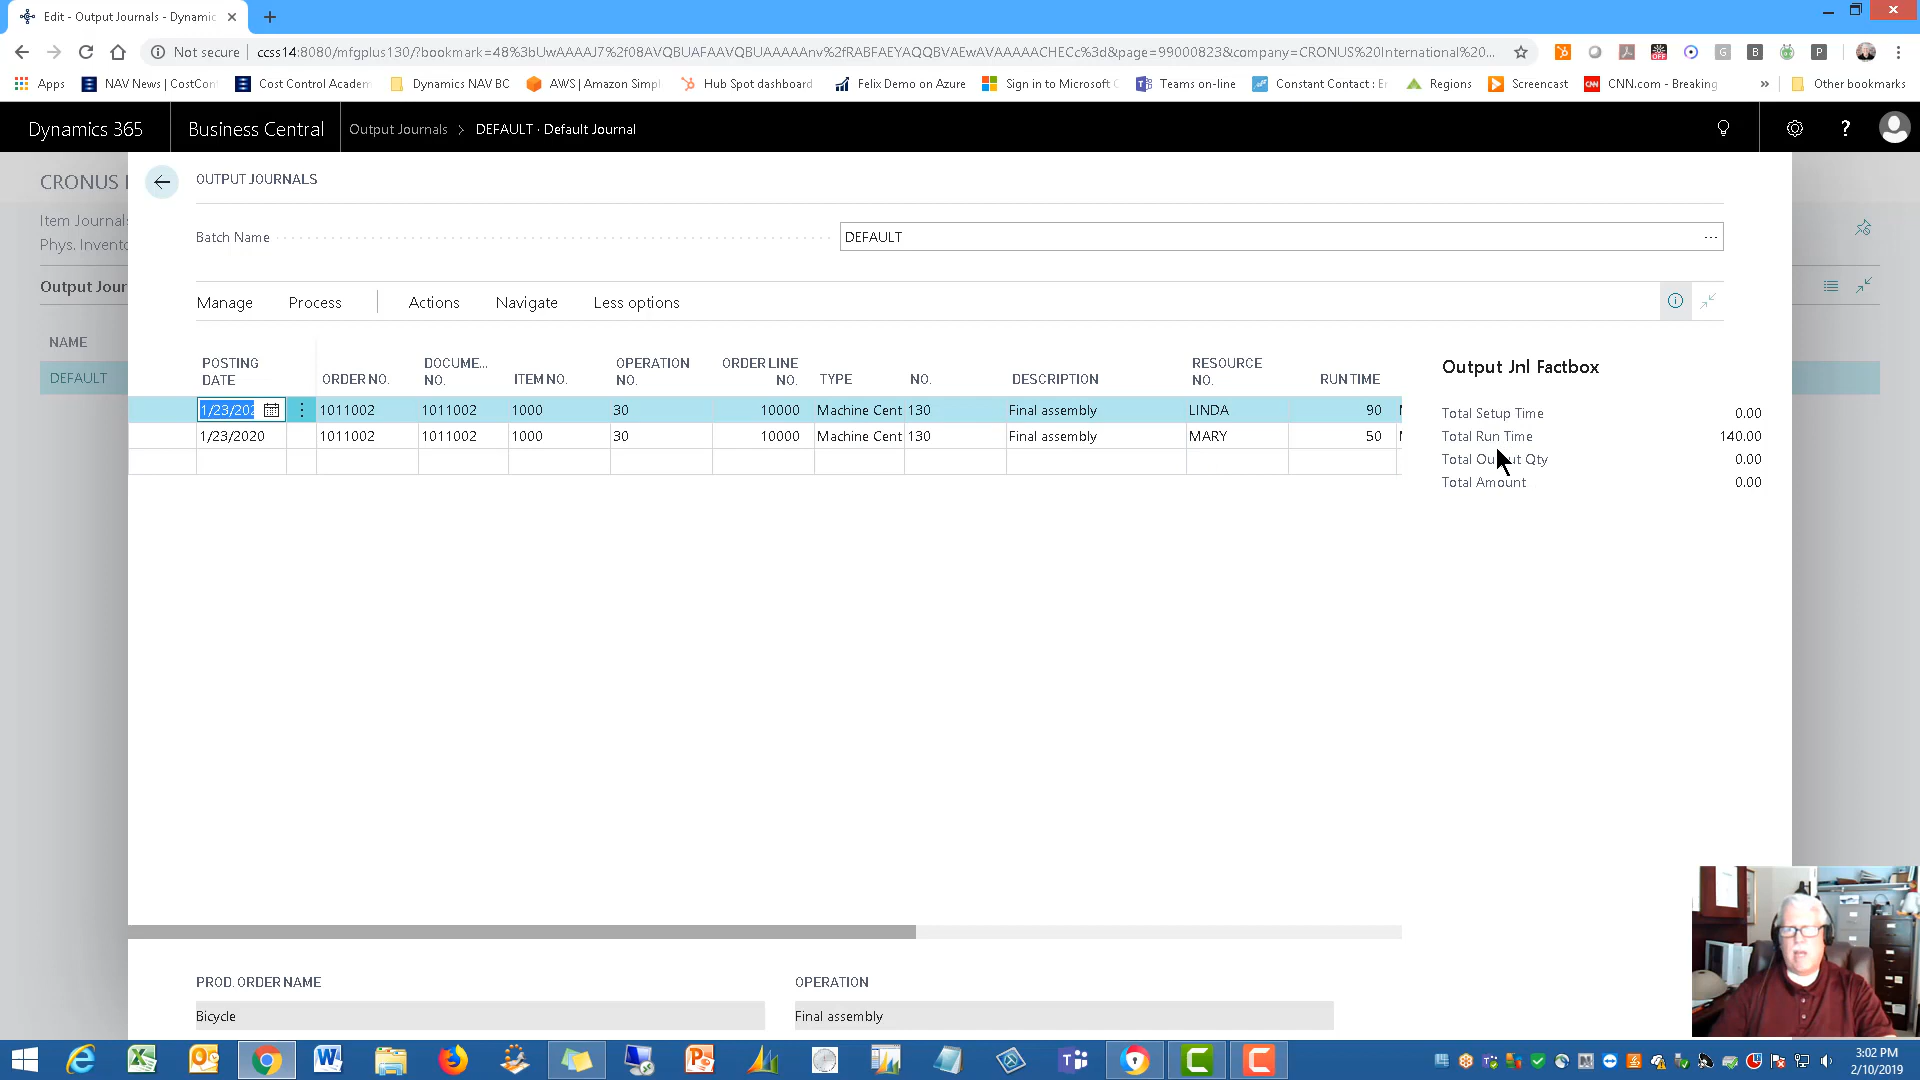 Edit - Output Journals - Dynamic
Not secure
ccss14:8080/mfgplus130/?bookmark=48%3bUwAAAAJ7%2f08AVQBUAFAAVQBUAAAAAnv%2fRABFAEYAQQBVAEwAVAAAAACHECc%3d&page=99000823&company=CRONUS%20International%20...
Apps
NAV News | CostCont
Cost Control Academ
Dynamics NAV BC
AWS | Amazon Simpl
Hub Spot dashboard
Felix Demo on Azure
Sign in to Microsoft
Teams on-line
Constant Contact : Er
Regions
Screencast
CNN.com - Breaking
»
Other bookmarks
Dynamics 365
Business Central
Output Journals > DEFAULT · Default Journal
?
CRONUS
Item Journals
Phys. Invento
Output Jour
NAME
DEFAULT
OUTPUT JOURNALS
Batch Name
DEFAULT
...
Manage Process Actions Navigate Less options
POSTING DATE ORDER NO. DOCUME... NO. ITEM NO. OPERATION NO. ORDER LINE NO. TYPE NO. DESCRIPTION RESOURCE NO. RUN TIME
1/23/202 1011002 1011002 1000 30 10000 Machine Cent 130 Final assembly LINDA 90
1/23/2020 1011002 1011002 1000 30 10000 Machine Cent 130 Final assembly MARY 50
Output Jnl Factbox
Total Setup Time 0.00
Total Run Time 140.00
Total Output Qty 0.00
Total Amount 0.00
PROD. ORDER NAME
Bicycle
OPERATION
Final assembly
3:02 PM
2/10/2019